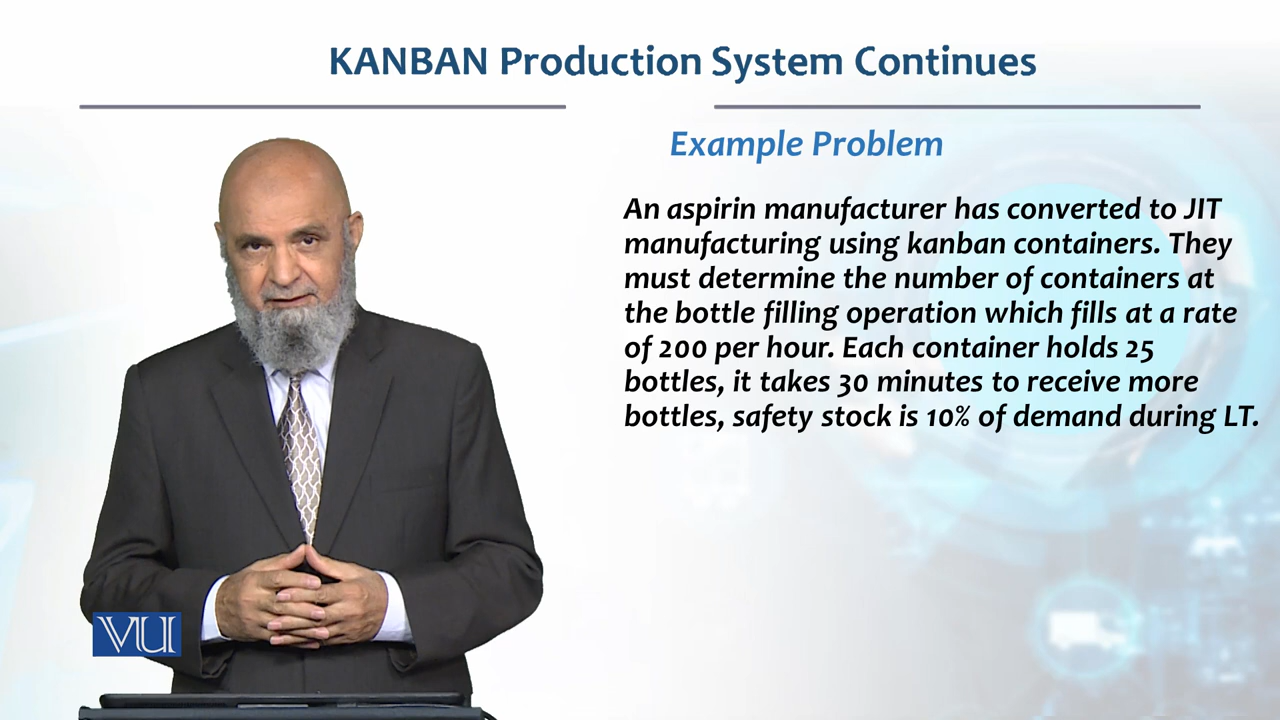 KANBAN Production System Continues
Example Problem
An aspirin manufacturer has converted to JIT
manufacturing using kanban containers. They
must determine the number of containers at
the bottle filling operation which fills at a rate
of 200 per hour. Each container holds 25
bottles, it takes 30 minutes to receive more
bottles, safety stock is 10% of demand during LT.
VU